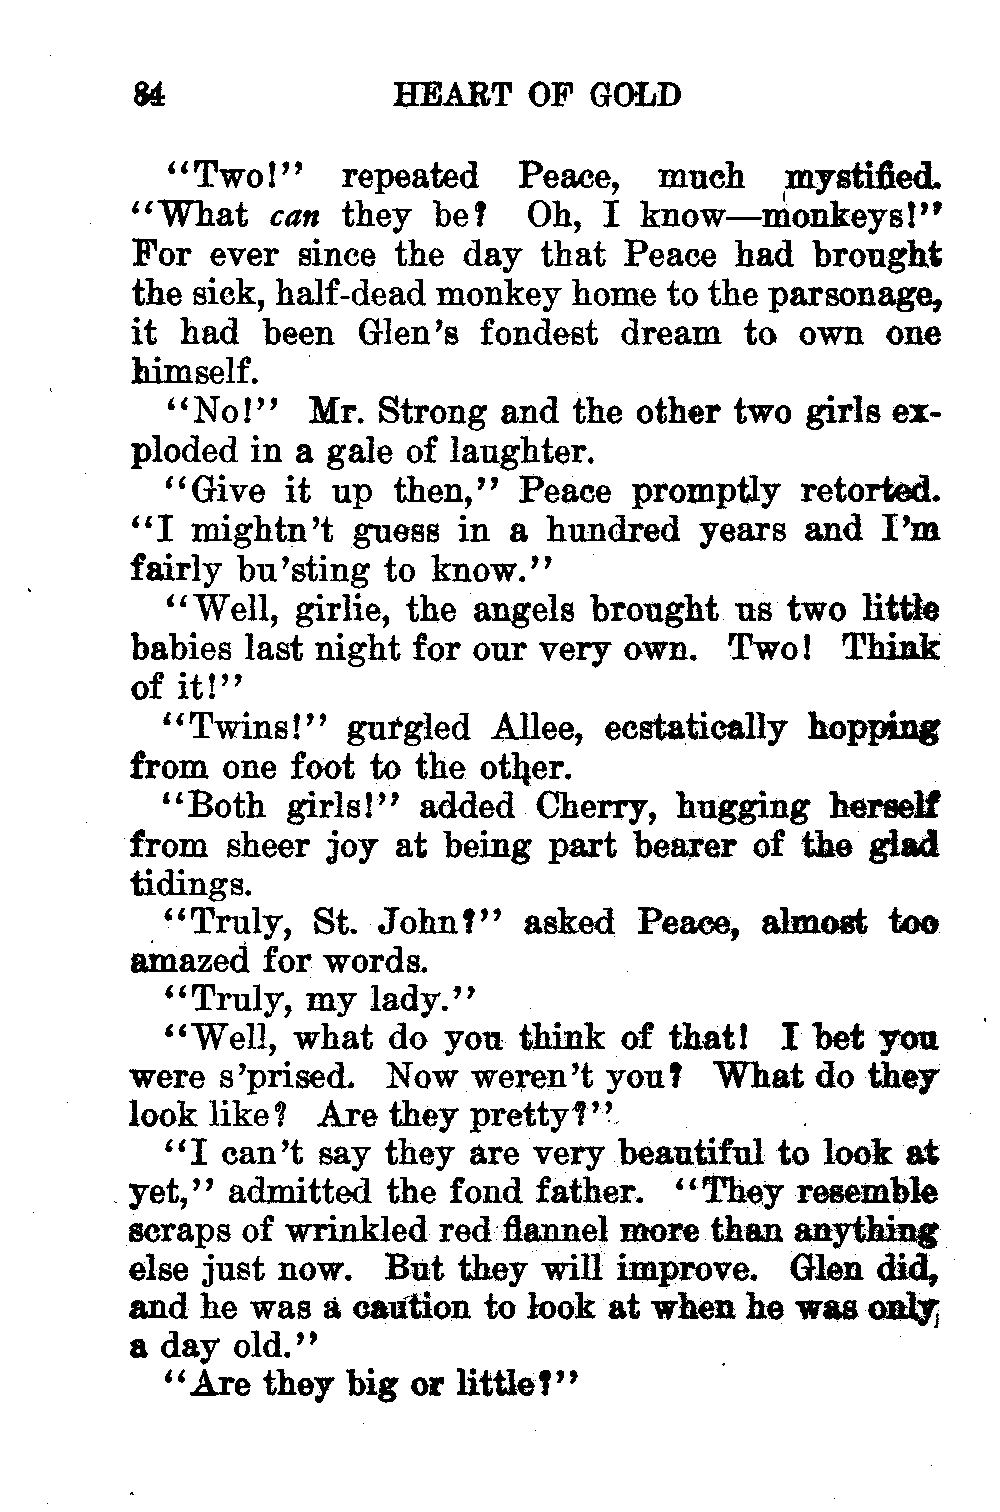 84 HEART OF GOLD
"Two!" repeated Peace, much mystified.
"What can they be? Oh, I know—monkeys!"
For ever since the day that Peace had brought
the sick, half-dead monkey home to the parsonage,
it had been Glen's fondest dream to own one
himself.
"No!" Mr. Strong and the other two girls ex-
ploded in a gale of laughter.
"Give it up then," Peace promptly retorted.
"I mightn't guess in a hundred years and I'm
fairly bu'sting to know."
"Well, girlie, the angels brought us two little
babies last night for our very own. Two! Think
of it!"
"Twins!" gurgled Allee, ecstatically hopping
from one foot to the other.
"Both girls!" added Cherry, hugging herself
from sheer joy at being part bearer of the glad
tidings.
"Truly, St. John?" asked Peace, almost too
amazed for words.
"Truly, my lady."
"Well, what do you think of that! I bet you
were s'prised. Now weren't you? What do they
look like? Are they pretty?"
"I can't say they are very beautiful to look at
yet," admitted the fond father. "They resemble
scraps of wrinkled red flannel more than anything
else just now. But they will improve. Glen did,
and he was a caution to look at when he was only
a day old."
"Are they big or little?"